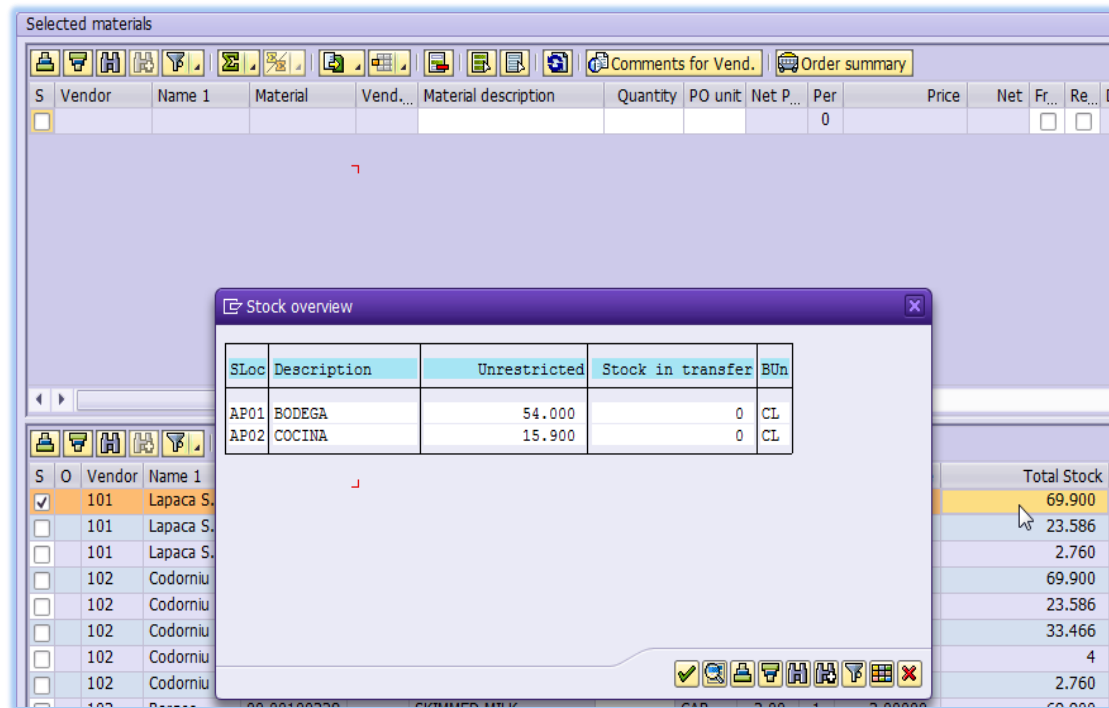 Selected materials
Comments for Vend. Order summary
S Vendor Name 1 Material Vend... Material description Quantity PO unit Net P... Per Price Net Fr... Re...
0
Stock overview
SLoc Description Unrestricted Stock in transfer BUn
AP01 BODEGA 54.000 0 CL
AP02 COCINA 15.900 0 CL
S O Vendor Name 1 Total Stock
101 Lapaca S. 69.900
101 Lapaca S. 23.586
101 Lapaca S. 2.760
102 Codorniu 69.900
102 Codorniu 23.586
102 Codorniu 33.466
102 Codorniu 4
102 Codorniu 2.760